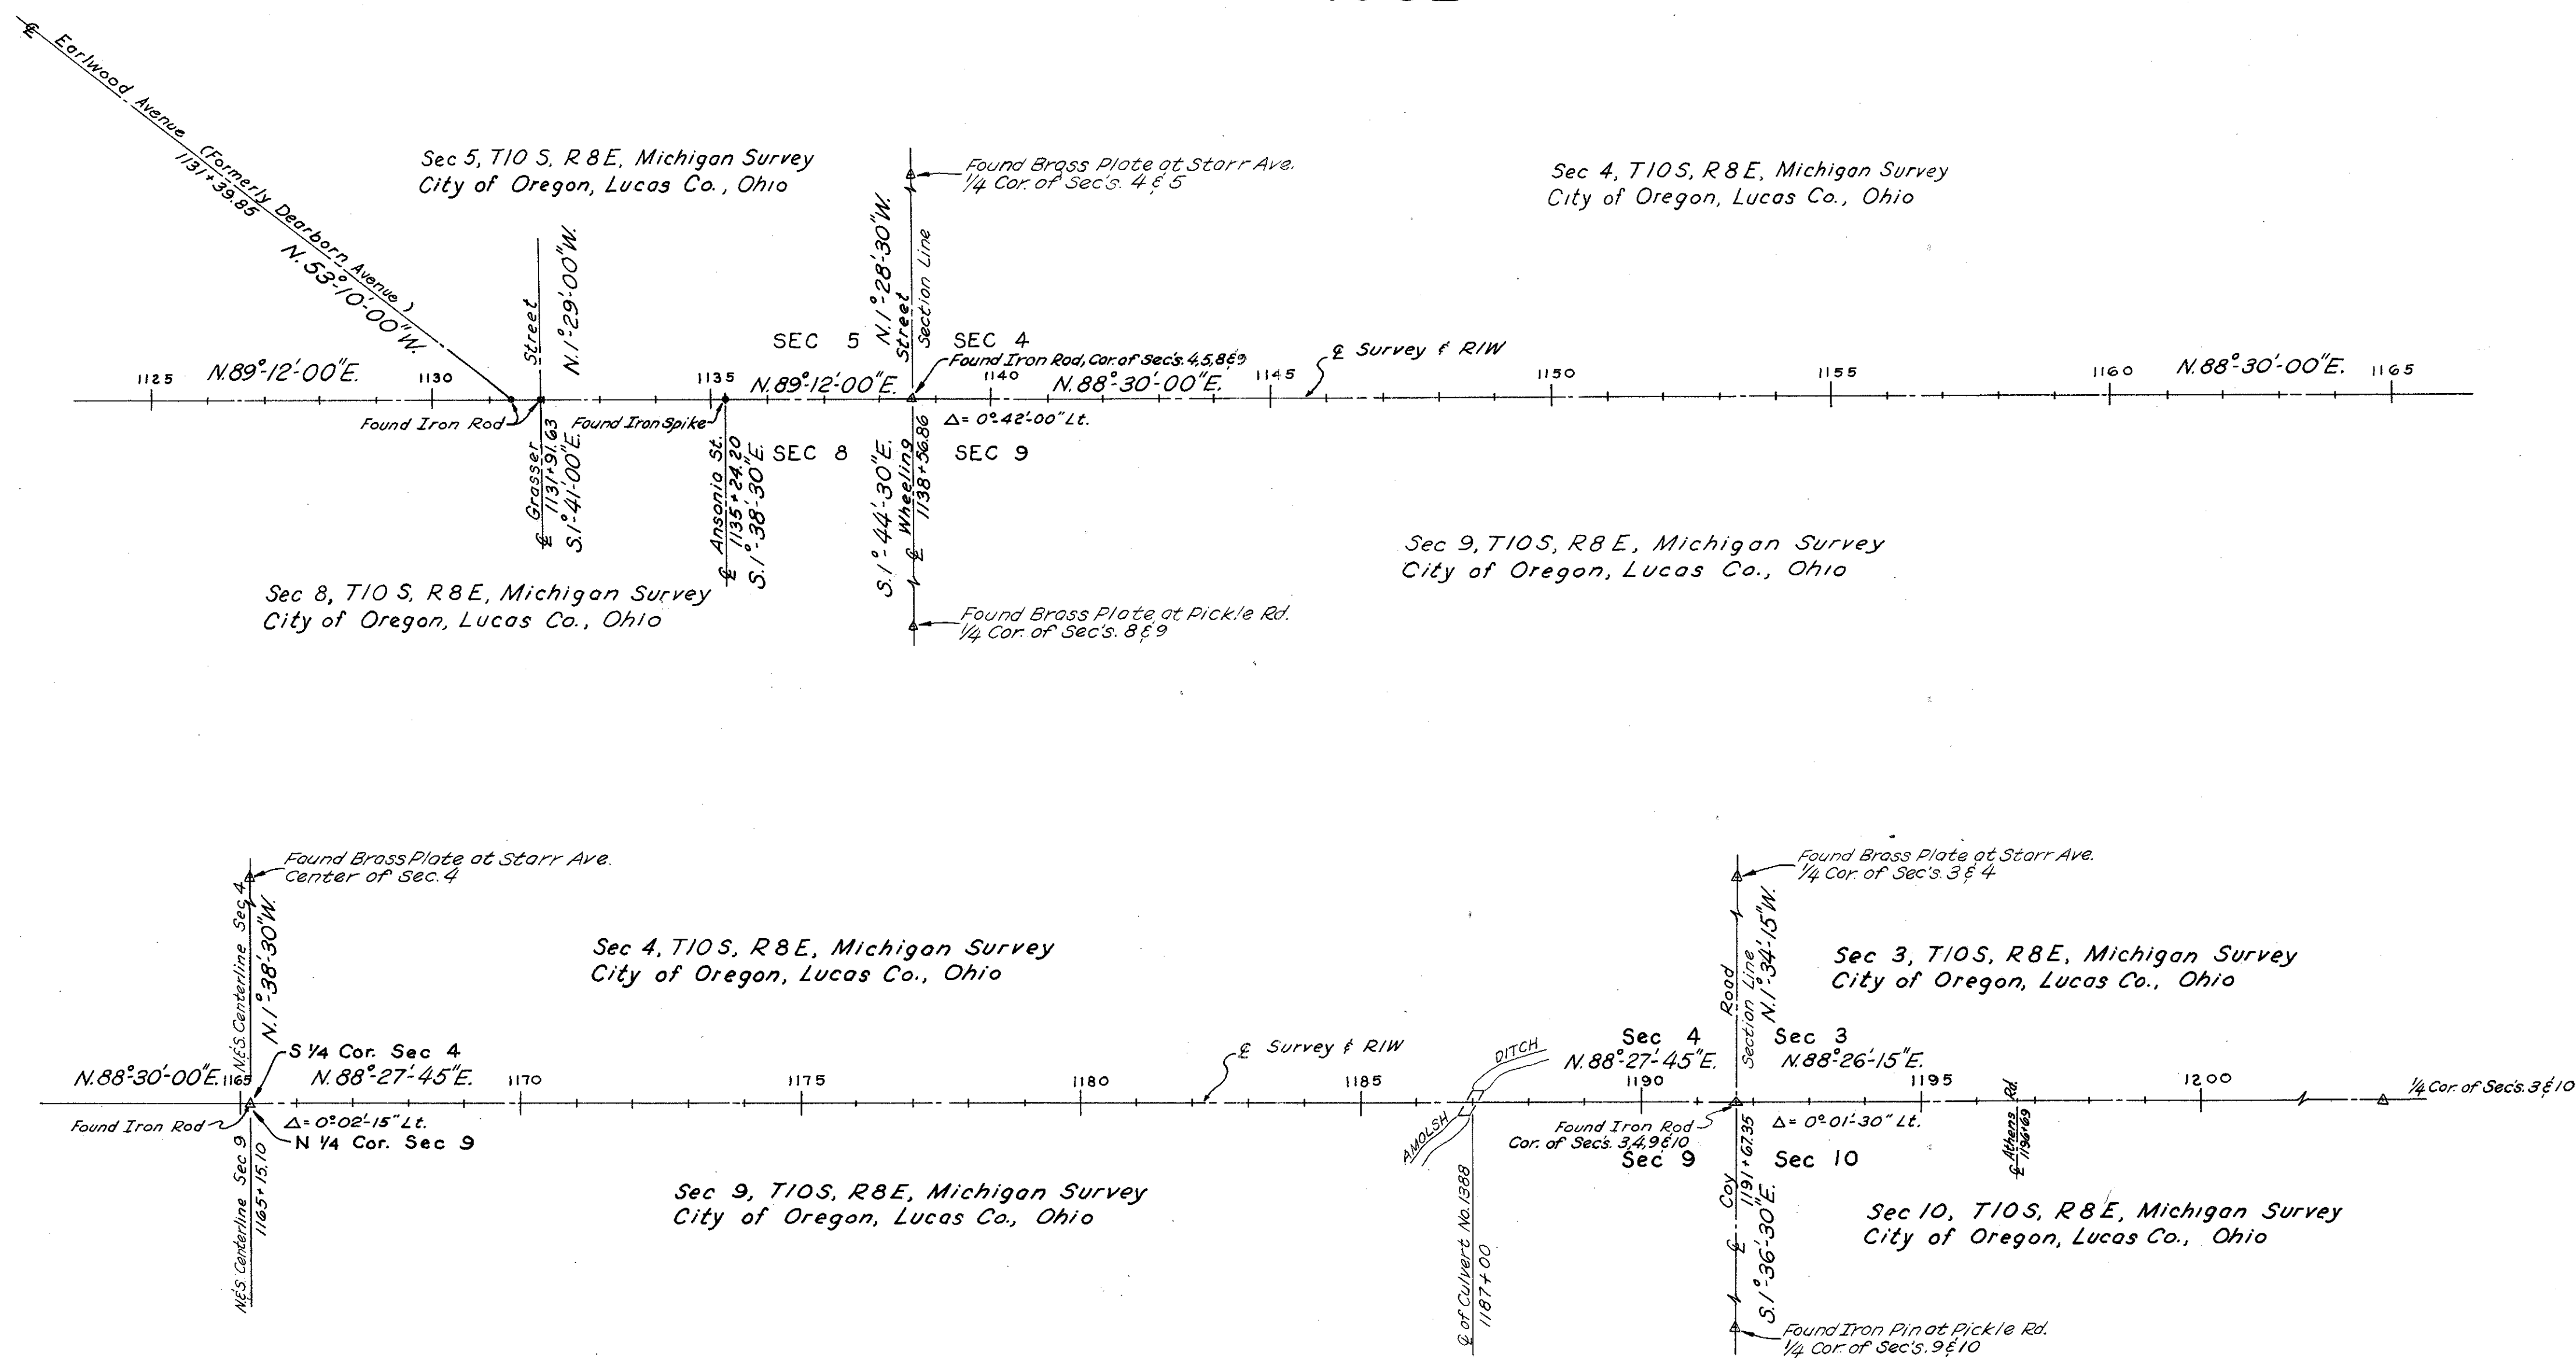 ℄ Earlwood Avenue (Formerly Dearborn Avenue)
1131+39.85
N.53°-10'-00"W.
Sec 5, T10 S, R 8 E, Michigan Survey
City of Oregon, Lucas Co., Ohio
Found Brass Plate at Starr Ave.
1/4 Cor. of Sec's. 4 & 5
Sec 4, T10 S, R 8 E, Michigan Survey
City of Oregon, Lucas Co., Ohio
N.1°-29'-00"W.
N.1°-28'-30"W.
Section Line
SEC 5
SEC 4
Found Iron Rod, Cor. of Sec's. 4,5,8&9
℄ Survey & R/W
1125
N.89°-12'-00"E.
1130
1135
N.89°-12'-00"E.
1140
N.88°-30'-00"E.
1145
1150
1155
1160
N.88°-30'-00"E.
1165
Found Iron Rod
Found Iron Spike
Δ= 0°-42'-00" Lt.
℄ Grasser Street
1131+91.63
S.1°-41'-00"E.
℄ Ansonia St.
1135+24.20
S.1°-38'-30"E.
SEC 8
SEC 9
S.1°-44'-30"E.
℄ Wheeling Street
1138+56.86
Sec 9, T10 S, R 8 E, Michigan Survey
City of Oregon, Lucas Co., Ohio
Sec 8, T10 S, R 8 E, Michigan Survey
City of Oregon, Lucas Co., Ohio
Found Brass Plate at Pickle Rd.
1/4 Cor. of Sec's. 8 & 9
Found Brass Plate at Starr Ave.
Center of Sec. 4
N.&S. Centerline Sec 4
N.1°-38'-30"W.
Found Brass Plate at Starr Ave.
1/4 Cor. of Sec's. 3 & 4
Sec 4, T10 S, R 8 E, Michigan Survey
City of Oregon, Lucas Co., Ohio
Section Line
N.1°-34'-15"W.
Sec 3, T10 S, R 8 E, Michigan Survey
City of Oregon, Lucas Co., Ohio
S 1/4 Cor. Sec 4
℄ Survey & R/W
Sec 4
Sec 3
N.88°-30'-00"E.
1165
N.88°-27'-45"E.
1170
1175
1180
1185
AMOLSH DITCH
N.88°-27'-45"E.
1190
N.88°-26'-15"E.
1195
1200
1/4 Cor. of Sec's. 3 & 10
Found Iron Rod
Δ= 0°-02'-15" Lt.
N 1/4 Cor. Sec 9
N.&S. Centerline Sec 9
1165+15.10
Found Iron Rod
Cor. of Sec's. 3,4,9&10
Δ= 0°-01'-30" Lt.
℄ Athens Rd.
1196+69
Sec 9
Sec 10
Sec 9, T10 S, R 8 E, Michigan Survey
City of Oregon, Lucas Co., Ohio
℄ of Culvert No. 1388
1187+00
℄ Coy Road
1191+67.35
S.1°-36'-30"E.
Sec 10, T10 S, R 8 E, Michigan Survey
City of Oregon, Lucas Co., Ohio
Found Iron Pin at Pickle Rd.
1/4 Cor. of Sec's. 9 & 10